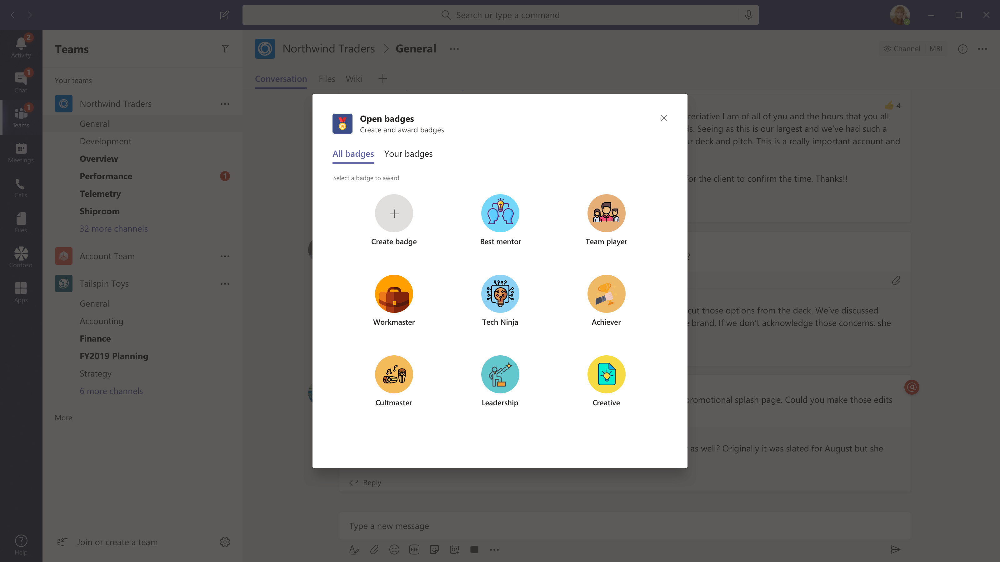 Search or type a command
2
Activity
1
Chat
1
Teams
Meetings
Calls
Files
Contoso
Apps
Help
Teams
Your teams
Northwind Traders
General
Development
Overview
Performance
1
Telemetry
Shiproom
32 more channels
Account Team
Tailspin Toys
General
Accounting
Finance
FY2019 Planning
Strategy
6 more channels
More
Join or create a team
Northwind Traders > General
Channel MBI
Conversation Files Wiki
Open badges
Create and award badges
All badges Your badges
Select a badge to award
Create badge Best mentor Team player
Workmaster Tech Ninja Achiever
Cultmaster Leadership Creative
4
reciative I am of all of you and the hours that you all
s. Seeing as this is our largest and we’ve had such a
ur deck and pitch. This is a really important account and
for the client to confirm the time. Thanks!!
?
cut those options from the deck. We’ve discussed
brand. If we don’t acknowledge those concerns, she
@
promotional splash page. Could you make those edits
as well? Originally it was slated for August but she
Reply
Type a new message
GIF